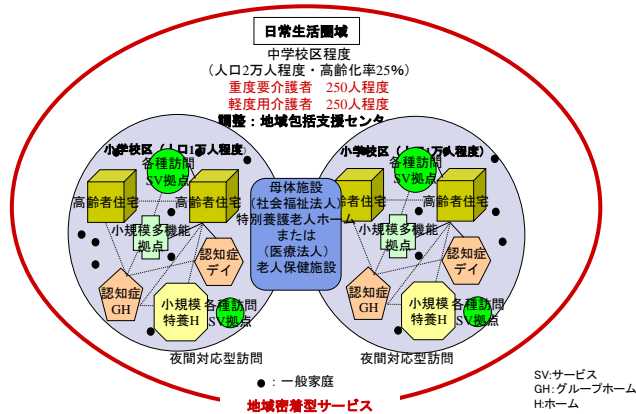 日常生活圏域
中学校区程度
(人口2万人程度・高齢化率25%)
重度要介護者 250人程度
軽度用介護者 250人程度
調整：地域包括支援センタ
小学校区（人口1万人程度）
各種訪問
SV拠点
高齢者住宅
高齢者住宅
小規模多機能
拠点
認知症
デイ
認知症
GH
小規模
特養H
各種訪問
SV拠点
母体施設
(社会福祉法人)
特別養護老人ホーム
または
(医療法人)
老人保健施設
小学校区（人口1万人程度）
各種訪問
SV拠点
高齢者住宅
高齢者住宅
小規模多機能
拠点
認知症
デイ
認知症
GH
小規模
特養H
各種訪問
SV拠点
夜間対応型訪問
夜間対応型訪問
●：一般家庭
地域密着型サービス
SV:サービス
GH:グループホーム
H:ホーム